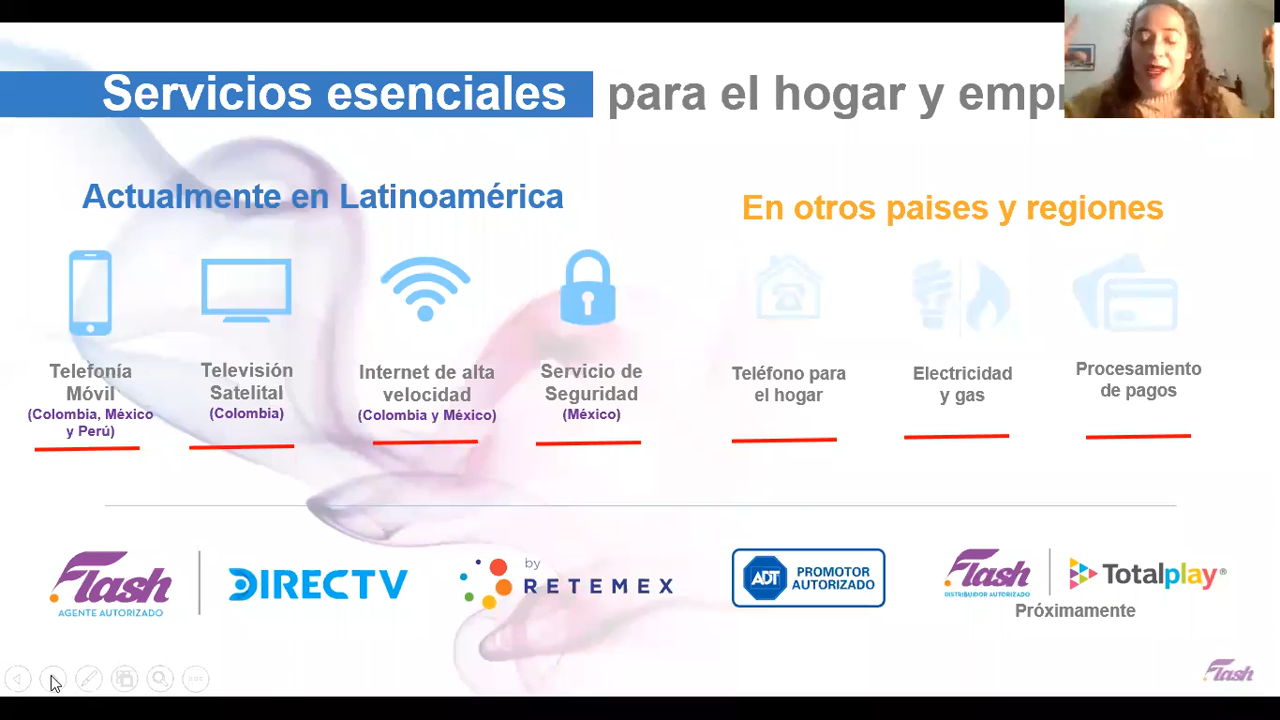 Servicios esenciales para el hogar y
Actualmente en Latinoamérica
En otros paises y regiones
Telefonía
Móvil
(Colombia, México
y Perú)
Televisión
Satelital
(Colombia)
Internet de alta
velocidad
(Colombia y México)
Servicio de
Seguridad
(México)
Teléfono para
el hogar
Electricidad
y gas
Procesamiento
de pagos
Flash
AGENTE AUTORIZADO
DIRECTV
by
RETEMEX
ADT
PROMOTOR
AUTORIZADO
Flash
DISTRIBUIDOR AUTORIZADO
Totalplay®
Próximamente
Flash